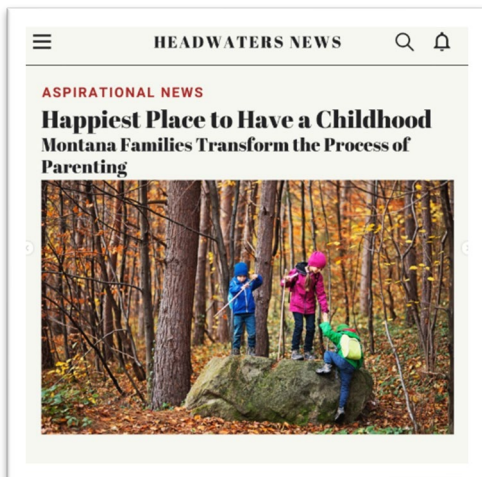 HEADWATERS NEWS
ASPIRATIONAL NEWS
Happiest Place to Have a Childhood
Montana Families Transform the Process of
Parenting